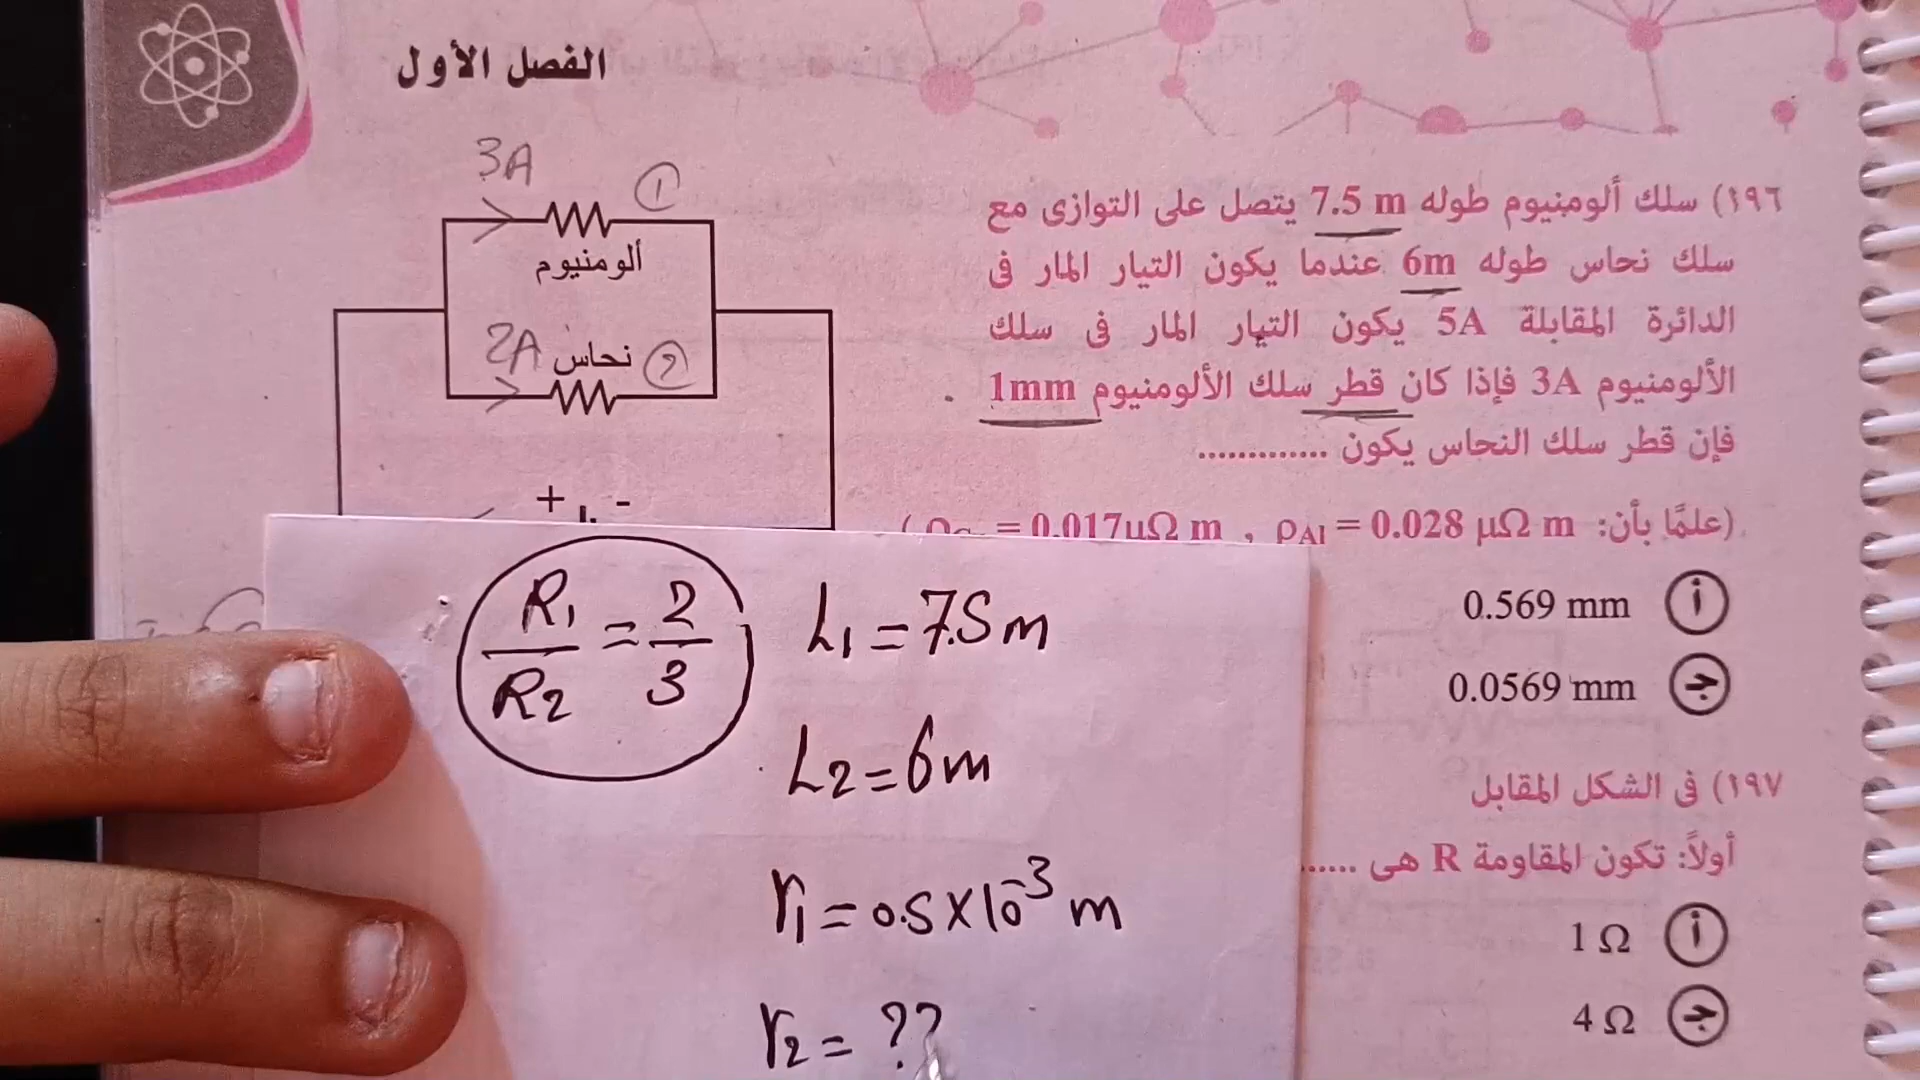 الفصل الأول
3A
①
ألومنيوم
2A
نحاس
②
+ -
١٩٦) سلك ألومنيوم طوله 7.5 m يتصل على التوازى مع
سلك نحاس طوله 6m عندما يكون التيار المار فى
الدائرة المقابلة 5A يكون التيار المار فى سلك
الألومنيوم 3A فإذا كان قطر سلك الألومنيوم 1mm
فإن قطر سلك النحاس يكون .............
(علمًا بأن: ρAl = 0.028 μΩ m , = 0.017μΩ m )
أ 0.569 mm
ج 0.0569 mm
١٩٧) فى الشكل المقابل
أولاً: تكون المقاومة R هى ......
أ 1 Ω
ج 4 Ω
R1/R2 = 2/3
L1 = 7.5 m
L2 = 6m
r1 = 0.5 X 10^-3 m
r2 = ??